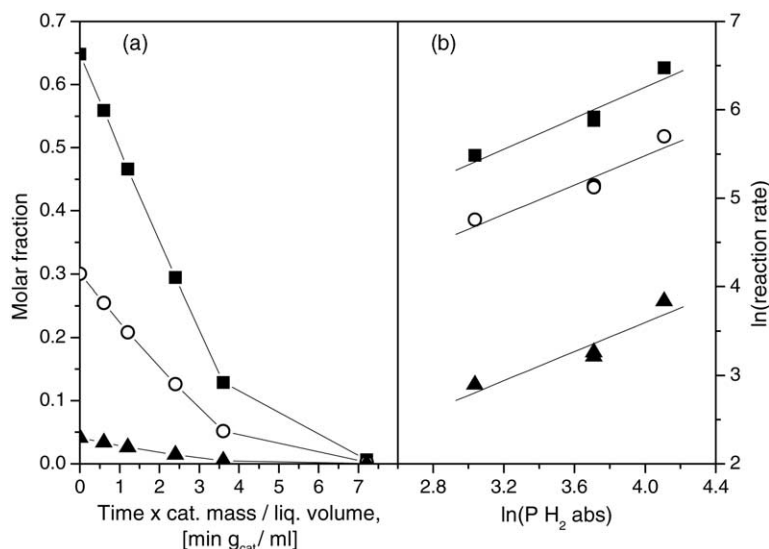 (a)
(b)
Molar fraction
0.7
0.6
0.5
0.4
0.3
0.2
0.1
0.0
0 1 2 3 4 5 6 7
Time x cat. mass / liq. volume,
[min g_cat / ml]
2.8 3.2 3.6 4.0 4.4
ln(P H₂ abs)
7
6
5
4
3
2
ln(reaction rate)